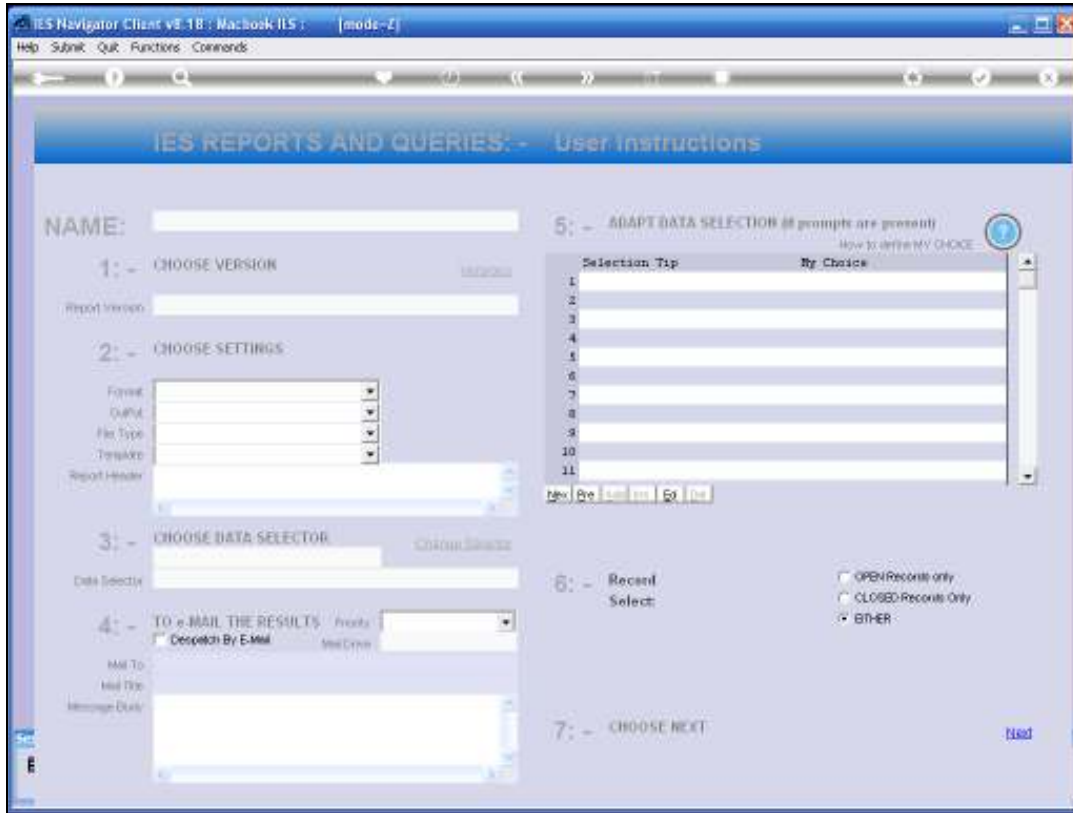 IES Navigator Client v8.18 : Macbook IES : [mode-Z]
Help Submit Quit Functions Commands
IES REPORTS AND QUERIES: - User Instructions
NAME:
1: - CHOOSE VERSION
Report Version
2: - CHOOSE SETTINGS
Format
OutPut
File Type
Template
Report Header
3: - CHOOSE DATA SELECTOR Change Selector
Data Selector
4: - TO e-MAIL THE RESULTS Priority
Despatch By E-Mail Mail Drive
Mail To
Mail Title
Message Body
5: - ADAPT DATA SELECTION (if prompts are present)
How to define MY CHOICE
Selection Tip My Choice
1
2
3
4
5
6
7
8
9
10
11
New Pre Ins Ed Del
6: - Record Select:
OPEN Records only
CLOSED Records Only
EITHER
7: - CHOOSE NEXT
Next